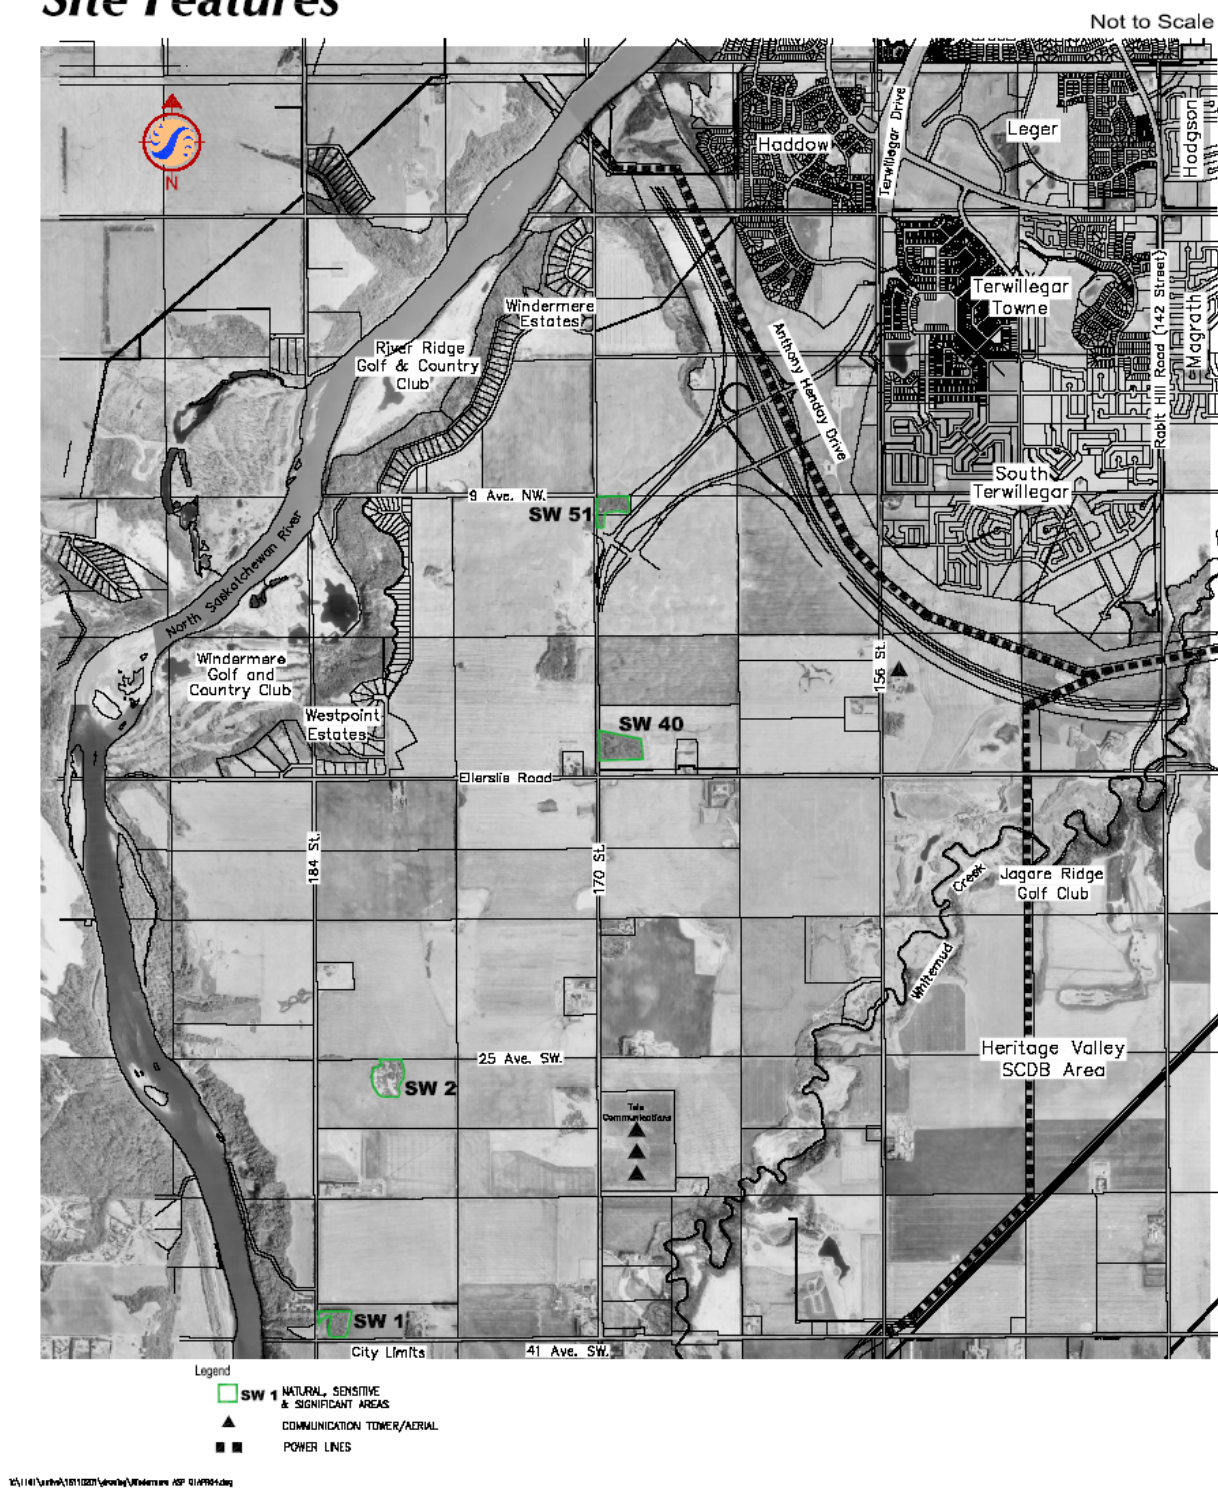 Site Features
Not to Scale
N
Haddow
Terwillegar Drive
Leger
Hodgson
Windermere
Estates
Terwillegar
Towne
Rabit Hill Road (142 Street)
Magrath
River Ridge
Golf & Country
Club
Anthony Henday Drive
South
Terwillegar
9 Ave. NW.
SW 51
North Saskatchewan River
Windermere
Golf and
Country Club
156 St.
Westpoint
Estates
SW 40
Ellerslie Road
184 St.
170 St.
Creek
Jagare Ridge
Golf Club
Whitemud
25 Ave. SW.
Heritage Valley
SCDB Area
SW 2
Tele
Communications
SW 1
City Limits
41 Ave. SW.
Legend
SW 1 NATURAL, SENSITIVE
& SIGNIFICANT AREAS
COMMUNICATION TOWER/AERIAL
POWER LINES